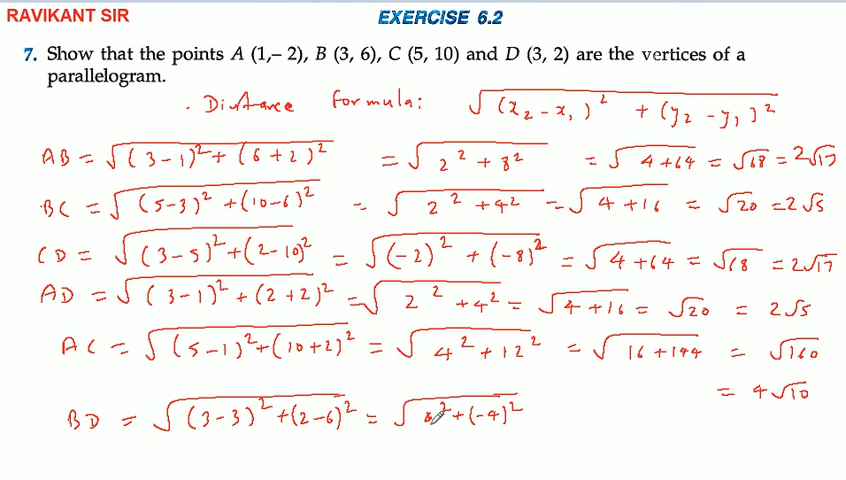 RAVIKANT SIR
EXERCISE 6.2
7. Show that the points A (1,– 2), B (3, 6), C (5, 10) and D (3, 2) are the vertices of a
parallelogram.
. Distance formula: √(x₂ - x₁)² + (y₂ - y₁)²
AB = √(3-1)² + (6+2)² = √2² + 8² = √4+64 = √68 = 2√17
BC = √(5-3)² + (10-6)² = √2² + 4² = √4+16 = √20 = 2√5
CD = √(3-5)² + (2-10)² = √(-2)² + (-8)² = √4+64 = √68 = 2√17
AD = √(3-1)² + (2+2)² = √2² + 4² = √4+16 = √20 = 2√5
AC = √(5-1)² + (10+2)² = √4² + 12² = √16+144 = √160
= 4√10
BD = √(3-3)² + (2-6)² = √ ² + (-4)²